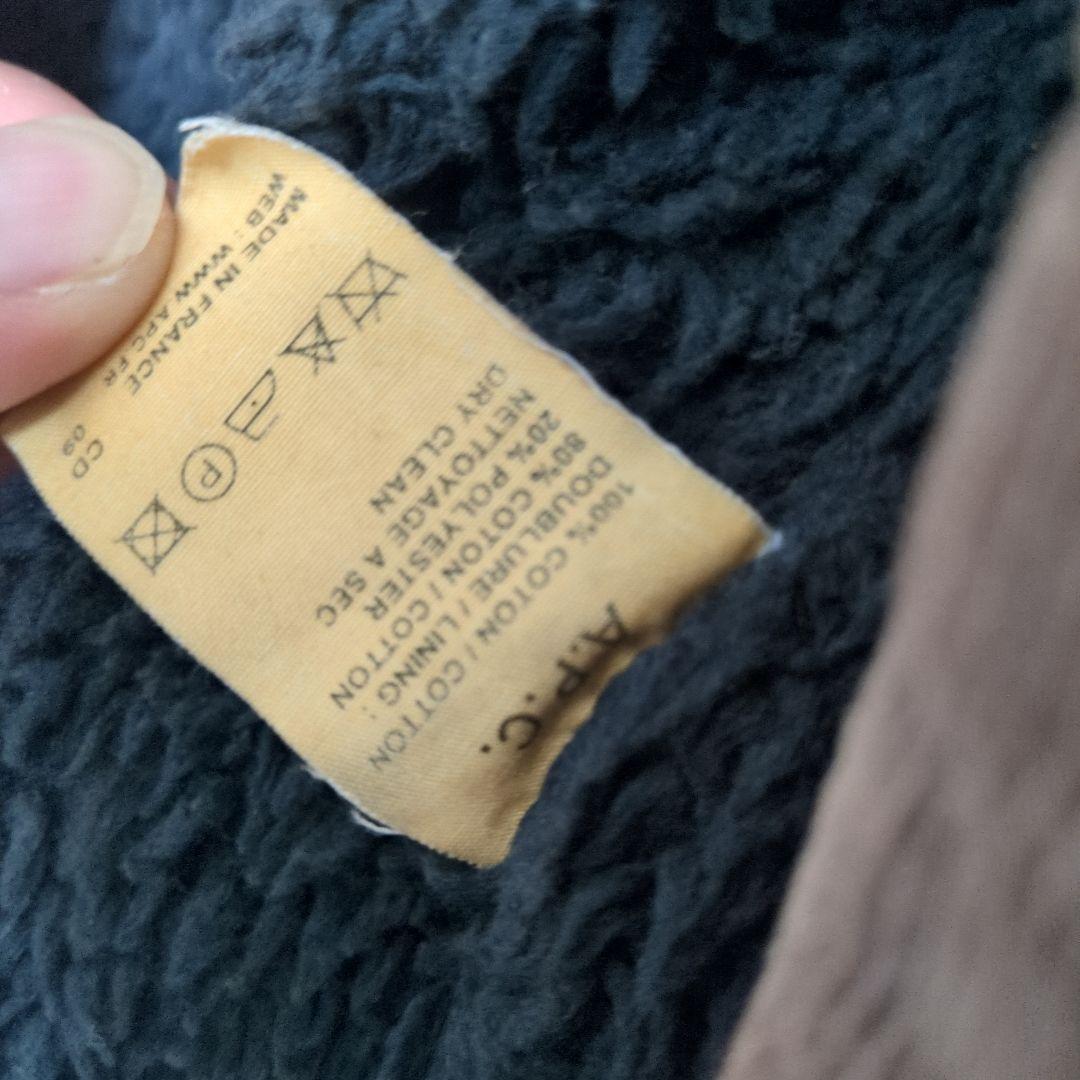 A.P.C.
100% COTON / COTTON
DOUBLURE / LINING :
80% COTON / COTTON
20% POLYESTER
NETTOYAGE A SEC
DRY CLEAN
P
CD
09
MADE IN FRANCE
WEB : WWW.APC.FR